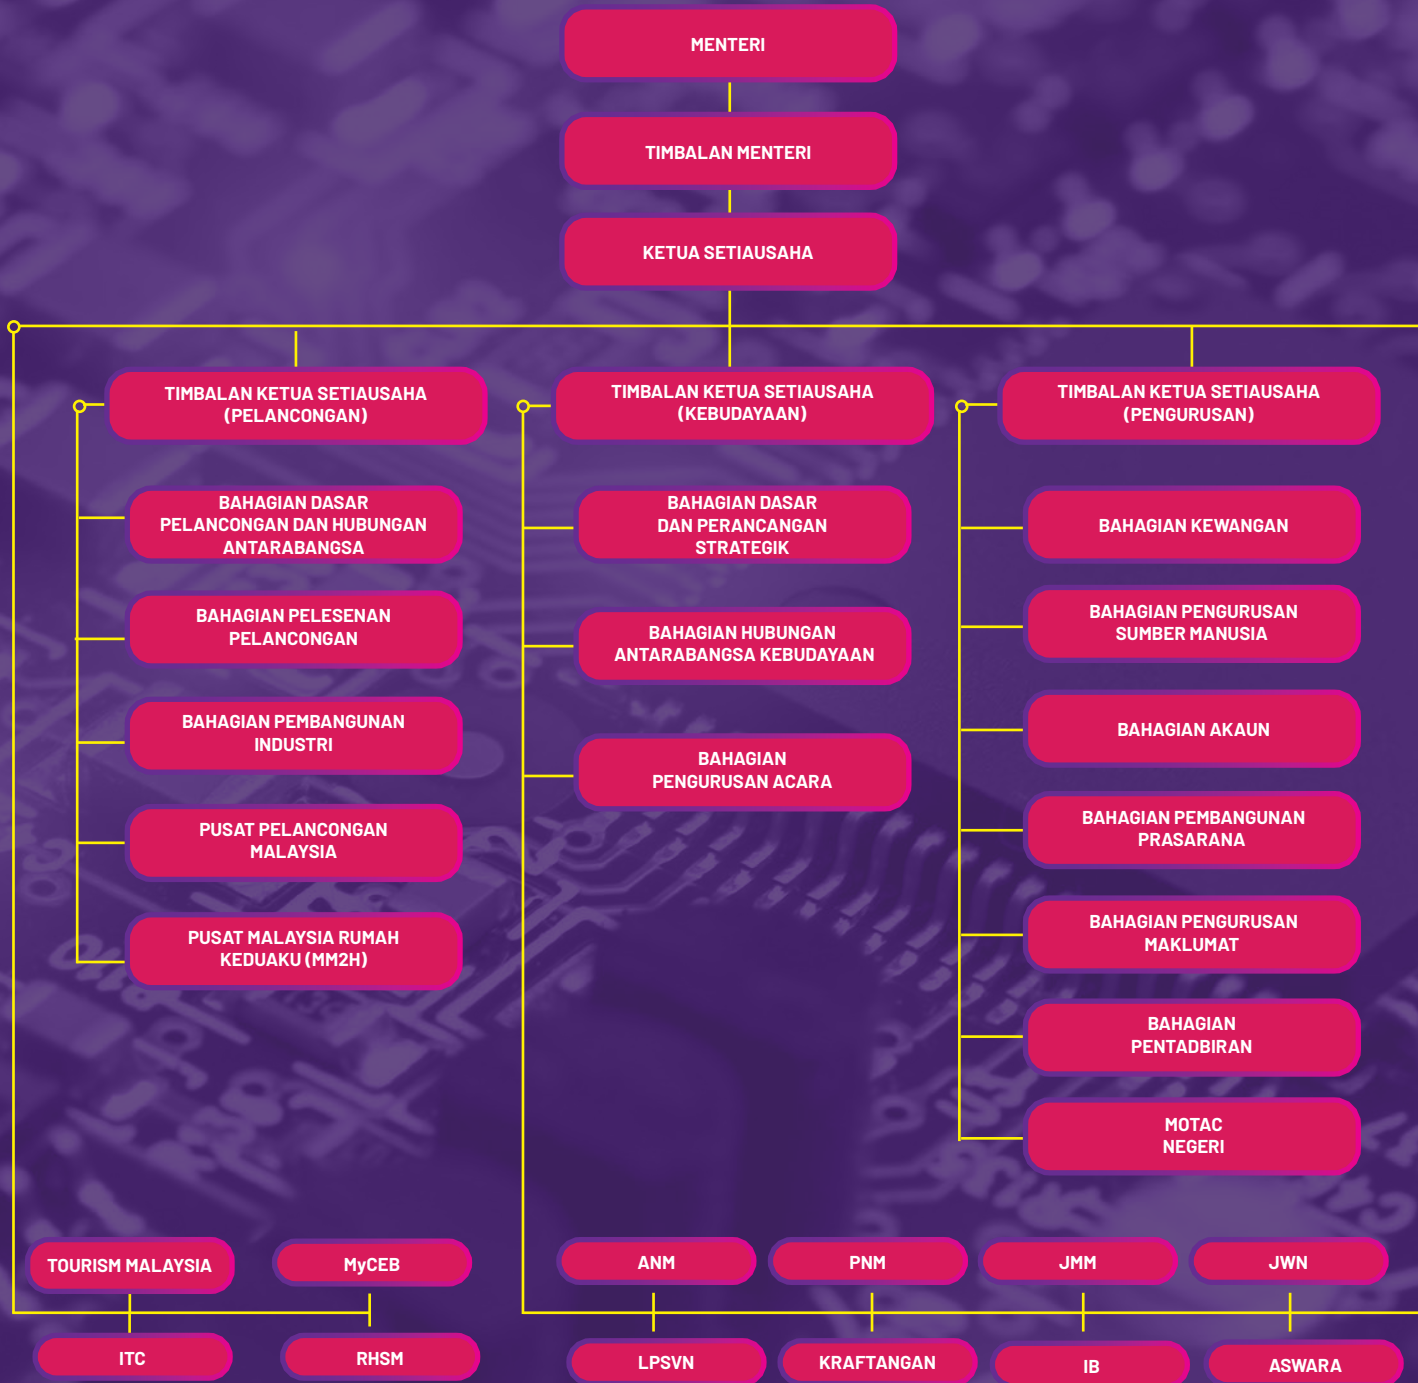 MENTERI
TIMBALAN MENTERI
KETUA SETIAUSAHA
TIMBALAN KETUA SETIAUSAHA
(PELANCONGAN)
BAHAGIAN DASAR
PELANCONGAN DAN HUBUNGAN
ANTARABANGSA
BAHAGIAN PELESENAN
PELANCONGAN
BAHAGIAN PEMBANGUNAN
INDUSTRI
PUSAT PELANCONGAN
MALAYSIA
PUSAT MALAYSIA RUMAH
KEDUAKU (MM2H)
TIMBALAN KETUA SETIAUSAHA
(KEBUDAYAAN)
BAHAGIAN DASAR
DAN PERANCANGAN
STRATEGIK
BAHAGIAN HUBUNGAN
ANTARABANGSA KEBUDAYAAN
BAHAGIAN
PENGURUSAN ACARA
TIMBALAN KETUA SETIAUSAHA
(PENGURUSAN)
BAHAGIAN KEWANGAN
BAHAGIAN PENGURUSAN
SUMBER MANUSIA
BAHAGIAN AKAUN
BAHAGIAN PEMBANGUNAN
PRASARANA
BAHAGIAN PENGURUSAN
MAKLUMAT
BAHAGIAN
PENTADBIRAN
MOTAC
NEGERI
TOURISM MALAYSIA
MyCEB
ITC
RHSM
ANM
PNM
JMM
JWN
LPSVN
KRAFTANGAN
IB
ASWARA